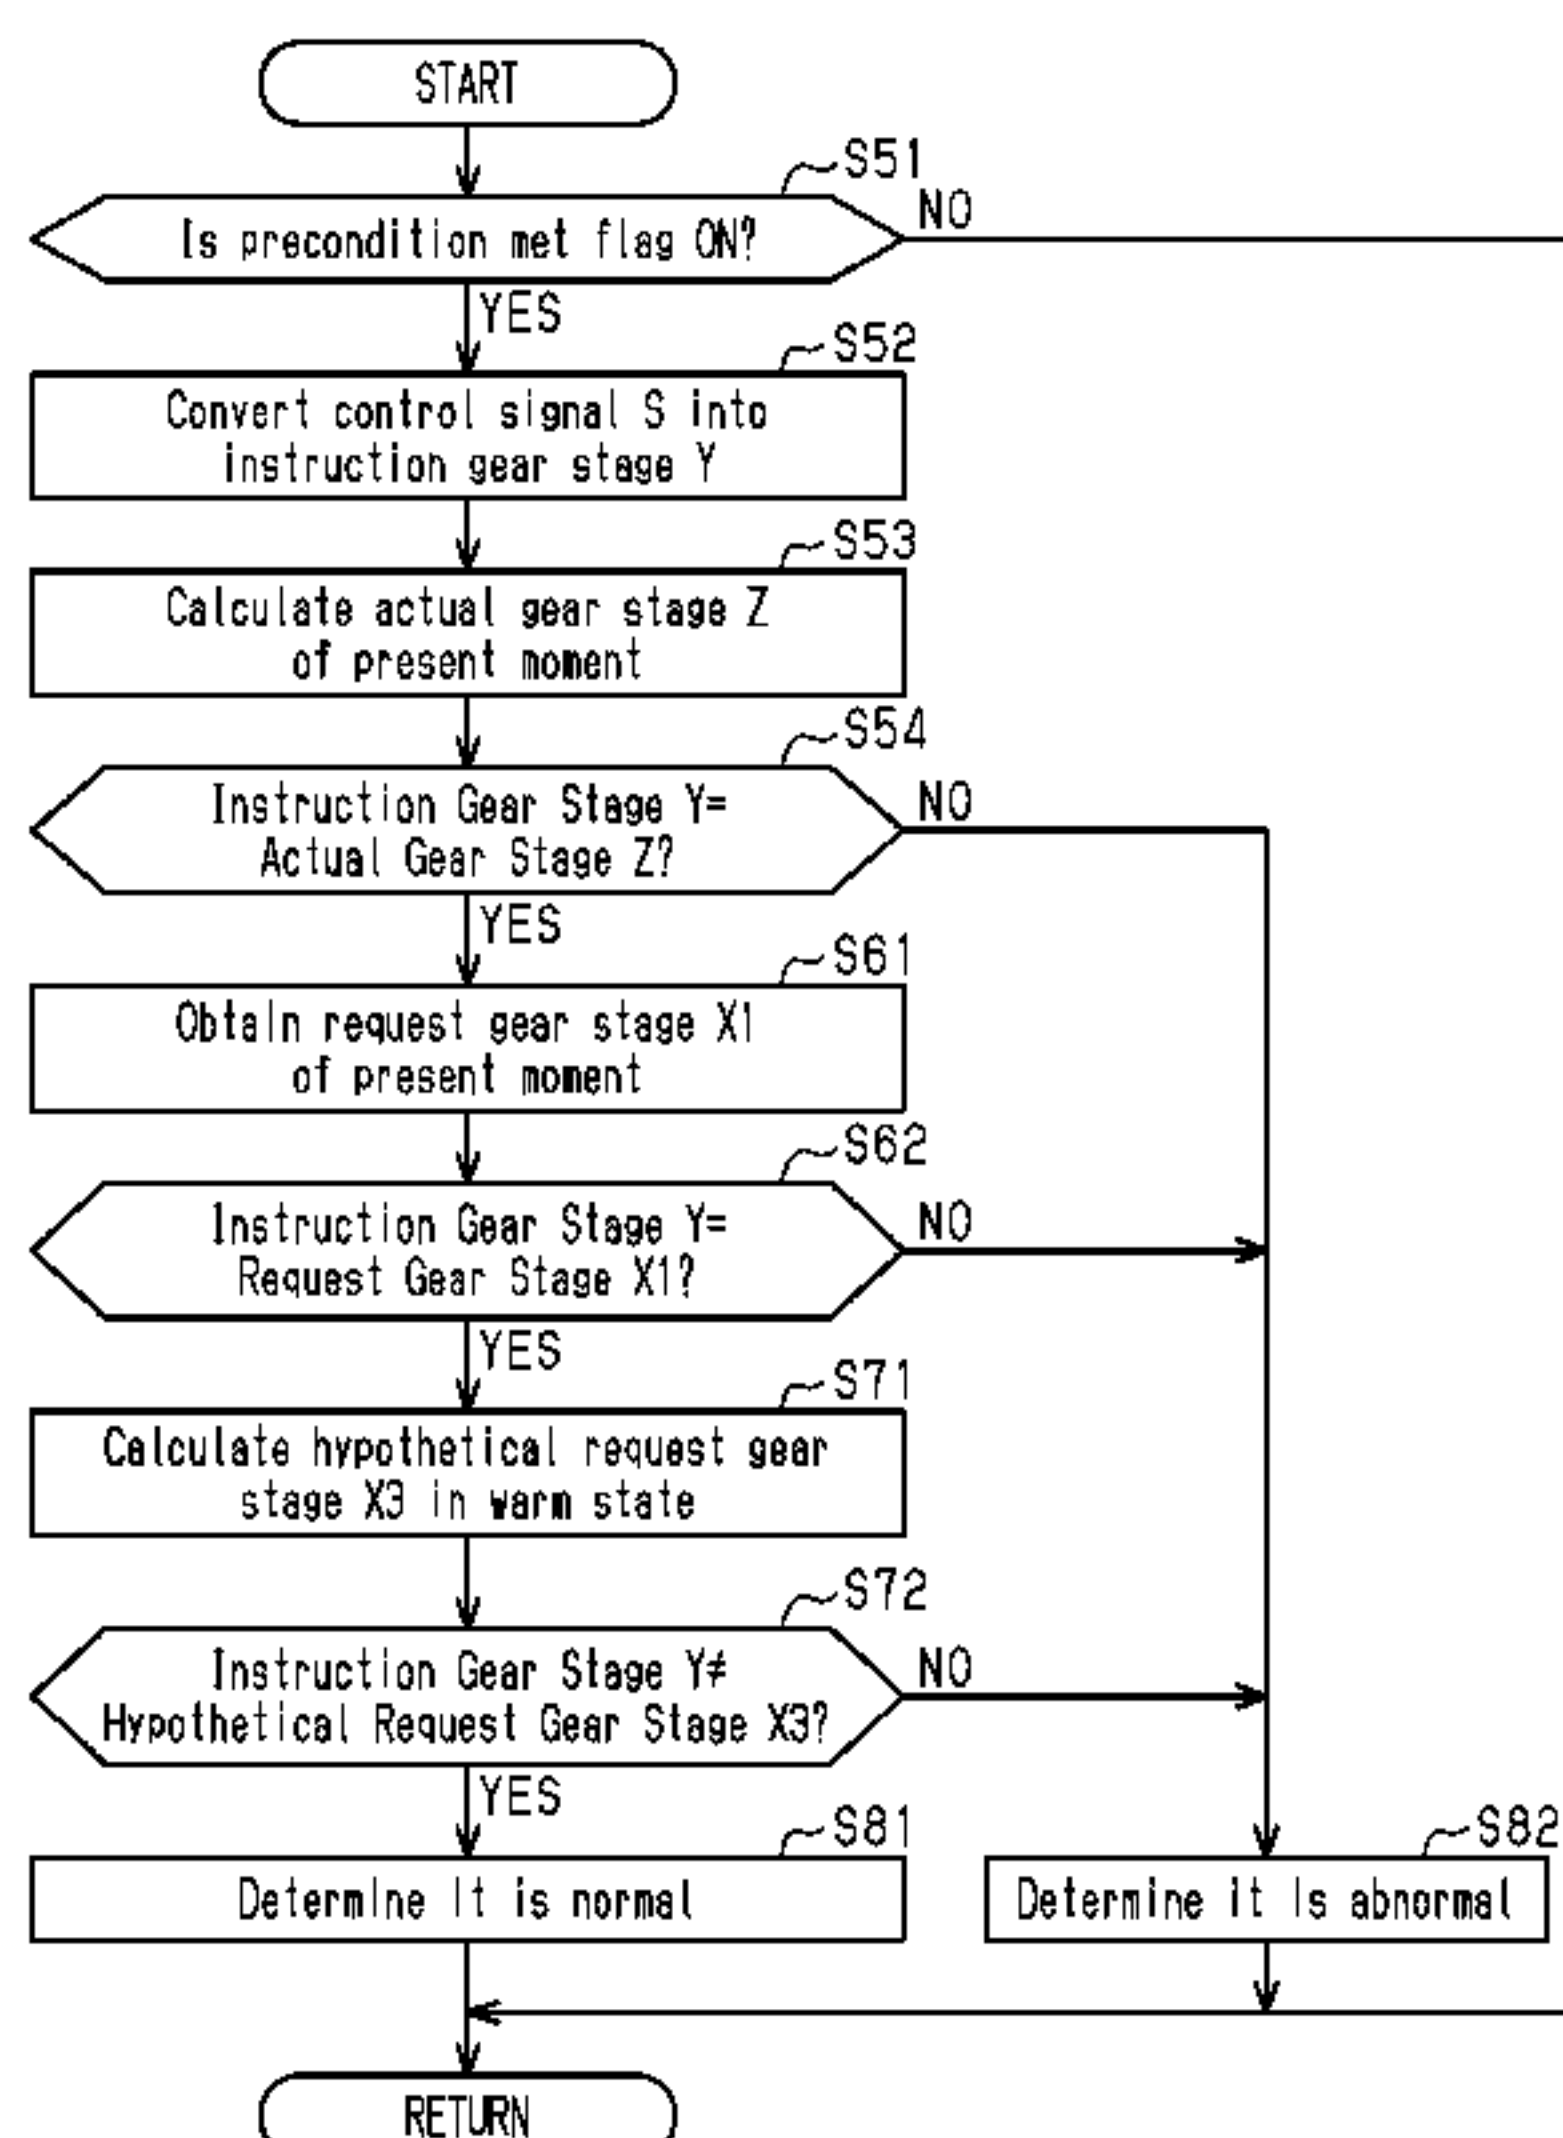 START
S51
Is precondition met flag ON?
NO
YES
S52
Convert control signal S into
instruction gear stage Y
S53
Calculate actual gear stage Z
of present moment
S54
Instruction Gear Stage Y=
Actual Gear Stage Z?
NO
YES
S61
Obtain request gear stage X1
of present moment
S62
Instruction Gear Stage Y=
Request Gear Stage X1?
NO
YES
S71
Calculate hypothetical request gear
stage X3 in warm state
S72
Instruction Gear Stage Y≠
Hypothetical Request Gear Stage X3?
NO
YES
S81
Determine it is normal
S82
Determine it is abnormal
RETURN